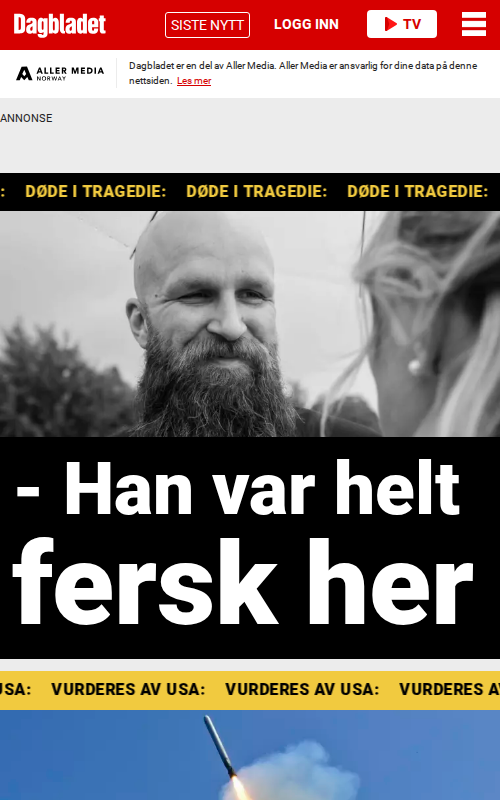 Dagbladet
SISTE NYTT
LOGG INN
TV
ALLER MEDIA
NORWAY
Dagbladet er en del av Aller Media. Aller Media er ansvarlig for dine data på denne
nettsiden. Les mer
ANNONSE
: DØDE I TRAGEDIE: DØDE I TRAGEDIE: DØDE I TRAGEDIE:
- Han var helt
fersk her
USA: VURDERES AV USA: VURDERES AV USA: VURDERES A